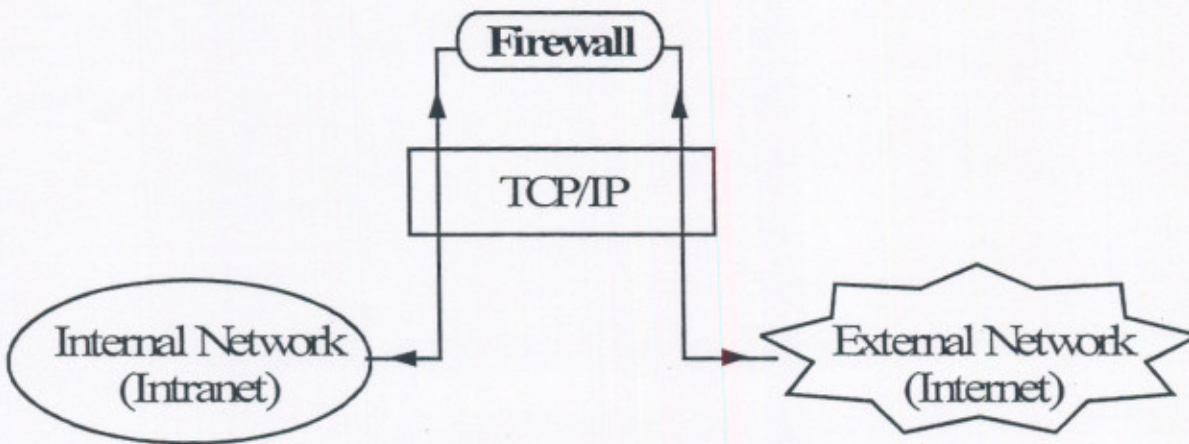 Firewall
TCP/IP
Internal Network
(Intranet)
External Network
(Internet)